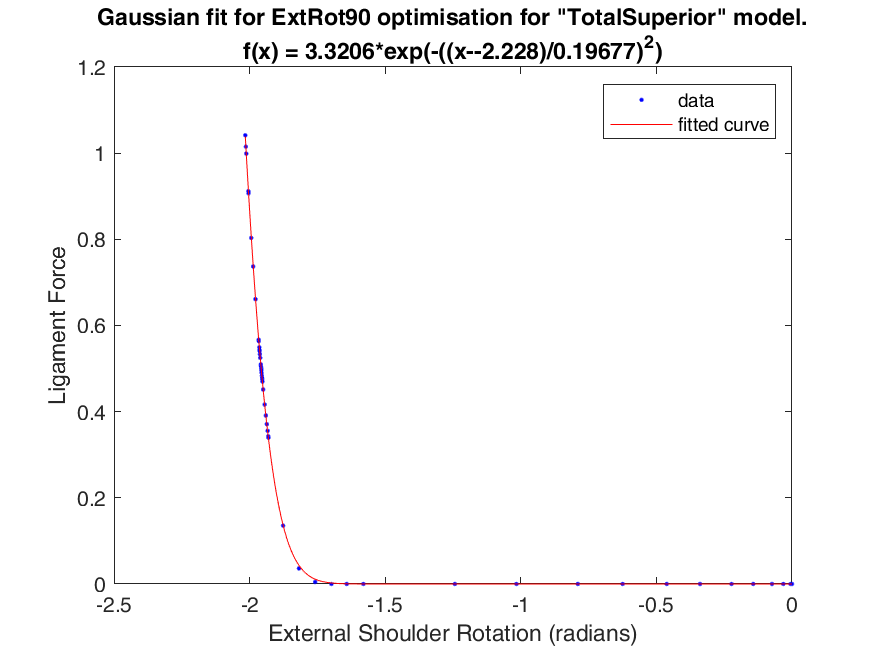 Gaussian fit for ExtRot90 optimisation for "TotalSuperior" model.
f(x) = 3.3206*exp(-((x--2.228)/0.19677)²)
1.2
1
0.8
0.6
0.4
0.2
0
Ligament Force
data
fitted curve
-2.5
-2
-1.5
-1
-0.5
0
External Shoulder Rotation (radians)